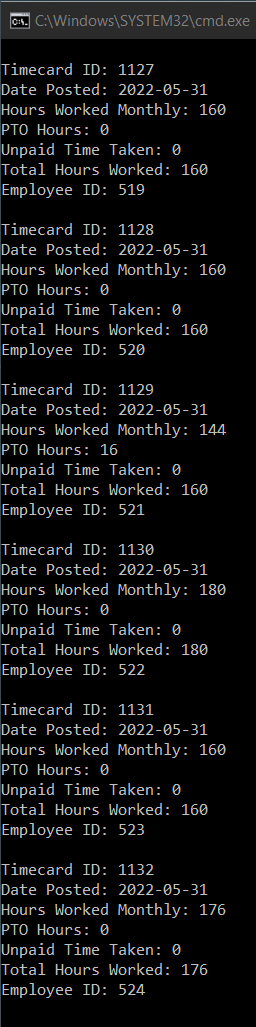 C:\Windows\SYSTEM32\cmd.exe
Timecard ID: 1127
Date Posted: 2022-05-31
Hours Worked Monthly: 160
PTO Hours: 0
Unpaid Time Taken: 0
Total Hours Worked: 160
Employee ID: 519
Timecard ID: 1128
Date Posted: 2022-05-31
Hours Worked Monthly: 160
PTO Hours: 0
Unpaid Time Taken: 0
Total Hours Worked: 160
Employee ID: 520
Timecard ID: 1129
Date Posted: 2022-05-31
Hours Worked Monthly: 144
PTO Hours: 16
Unpaid Time Taken: 0
Total Hours Worked: 160
Employee ID: 521
Timecard ID: 1130
Date Posted: 2022-05-31
Hours Worked Monthly: 180
PTO Hours: 0
Unpaid Time Taken: 0
Total Hours Worked: 180
Employee ID: 522
Timecard ID: 1131
Date Posted: 2022-05-31
Hours Worked Monthly: 160
PTO Hours: 0
Unpaid Time Taken: 0
Total Hours Worked: 160
Employee ID: 523
Timecard ID: 1132
Date Posted: 2022-05-31
Hours Worked Monthly: 176
PTO Hours: 0
Unpaid Time Taken: 0
Total Hours Worked: 176
Employee ID: 524